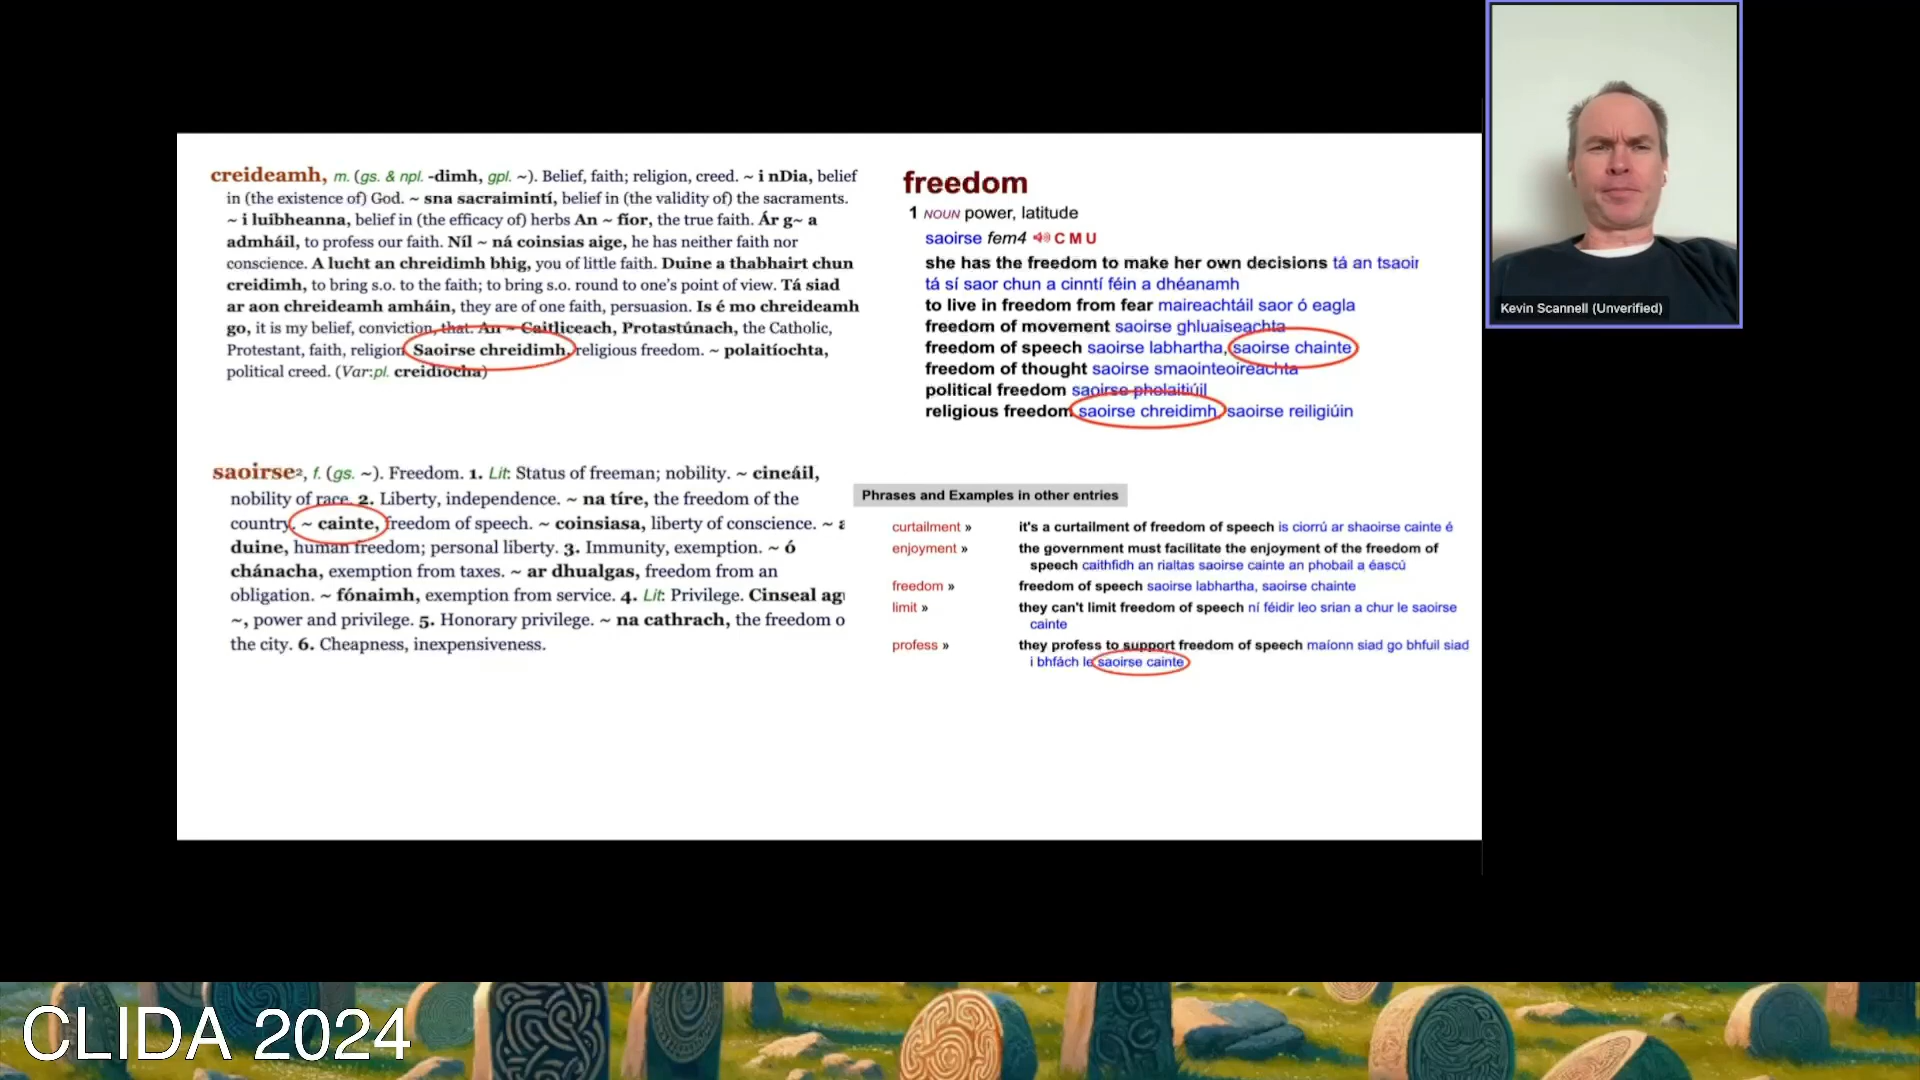 creideamh, m. (gs. & npl. -dimh, gpl. ~). Belief, faith; religion, creed. ~ i nDia, belief
in (the existence of) God. ~ sna sacraimintí, belief in (the validity of) the sacraments.
~ i luibheanna, belief in (the efficacy of) herbs An ~ fíor, the true faith. Ár g~ a
admháil, to profess our faith. Níl ~ ná coinsias aige, he has neither faith nor
conscience. A lucht an chreidimh bhig, you of little faith. Duine a thabhairt chun
creidimh, to bring s.o. to the faith; to bring s.o. round to one's point of view. Tá siad
ar aon chreideamh amháin, they are of one faith, persuasion. Is é mo chreideamh
go, it is my belief, conviction, that. An ~ Caitliceach, Protastúnach, the Catholic,
Protestant, faith, religion Saoirse chreidimh, religious freedom. ~ polaitíochta,
political creed. (Var:pl. creidiocha)
saoirse², f. (gs. ~). Freedom. 1. Lit: Status of freeman; nobility. ~ cineáil,
nobility of race. 2. Liberty, independence. ~ na tíre, the freedom of the
country. ~ cainte, freedom of speech. ~ coinsiasa, liberty of conscience. ~ a
duine, human freedom; personal liberty. 3. Immunity, exemption. ~ ó
chánacha, exemption from taxes. ~ ar dhualgas, freedom from an
obligation. ~ fónaimh, exemption from service. 4. Lit: Privilege. Cinseal agu
~, power and privilege. 5. Honorary privilege. ~ na cathrach, the freedom o
the city. 6. Cheapness, inexpensiveness.
freedom
1 NOUN power, latitude
saoirse fem4 C M U
she has the freedom to make her own decisions tá an tsaoir
tá sí saor chun a cinntí féin a dhéanamh
to live in freedom from fear maireachtáil saor ó eagla
freedom of movement saoirse ghluaiseachta
freedom of speech saoirse labhartha, saoirse chainte
freedom of thought saoirse smaointeoireachta
political freedom saoirse pholaitiúil
religious freedom saoirse chreidimh, saoirse reiligiúin
Phrases and Examples in other entries
curtailment » it's a curtailment of freedom of speech is ciorrú ar shaoirse cainte é
enjoyment » the government must facilitate the enjoyment of the freedom of
speech caithfidh an rialtas saoirse cainte an phobail a éascú
freedom » freedom of speech saoirse labhartha, saoirse chainte
limit » they can't limit freedom of speech ní féidir leo srian a chur le saoirse
cainte
profess » they profess to support freedom of speech maíonn siad go bhfuil siad
i bhfách le saoirse cainte
Kevin Scannell (Unverified)
CLIDA 2024